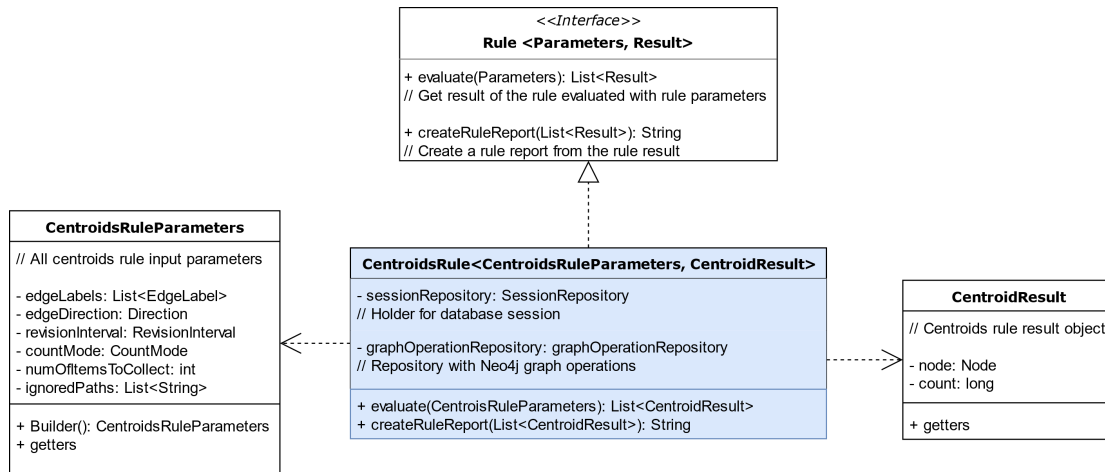 <<Interface>>
Rule <Parameters, Result>
+ evaluate(Parameters): List<Result>
// Get result of the rule evaluated with rule parameters
+ createRuleReport(List<Result>): String
// Create a rule report from the rule result
CentroidsRuleParameters
// All centroids rule input parameters
- edgeLabels: List<EdgeLabel>
- edgeDirection: Direction
- revisionInterval: RevisionInterval
- countMode: CountMode
- numOfItemsToCollect: int
- ignoredPaths: List<String>
+ Builder(): CentroidsRuleParameters
+ getters
CentroidsRule<CentroidsRuleParameters, CentroidResult>
- sessionRepository: SessionRepository
// Holder for database session
- graphOperationRepository: graphOperationRepository
// Repository with Neo4j graph operations
+ evaluate(CentroisRuleParameters): List<CentroidResult>
+ createRuleReport(List<CentroidResult>): String
CentroidResult
// Centroids rule result object
- node: Node
- count: long
+ getters